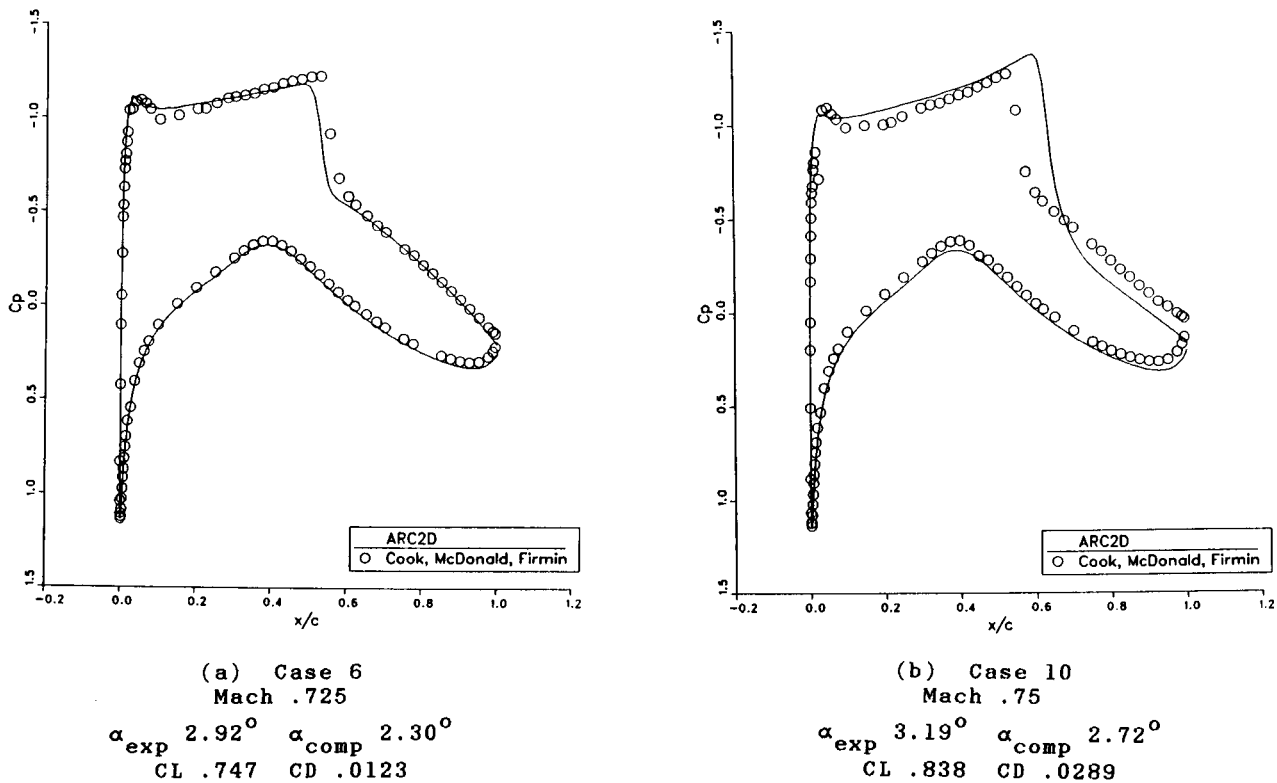 -1.5
-1.0
-0.5
0.0
0.5
1.0
1.5
Cp
-0.2
0.0
0.2
0.4
0.6
0.8
1.0
1.2
x/c
ARC2D
Cook, McDonald, Firmin
(a) Case 6
Mach .725
αexp 2.92° αcomp 2.30°
CL .747 CD .0123
-1.5
-1.0
-0.5
0.0
0.5
1.0
1.5
Cp
-0.2
0.0
0.2
0.4
0.6
0.8
1.0
1.2
x/c
ARC2D
Cook, McDonald, Firmin
(b) Case 10
Mach .75
αexp 3.19° αcomp 2.72°
CL .838 CD .0289